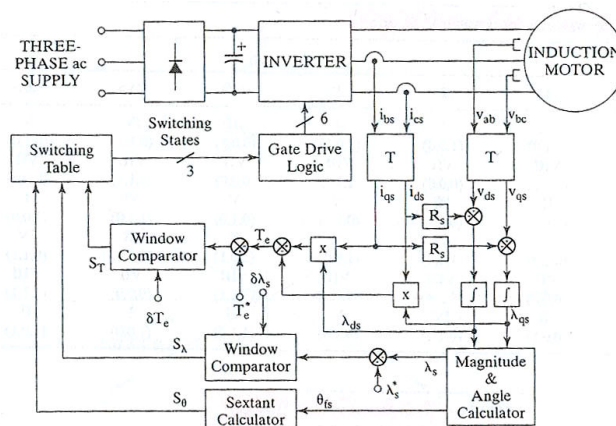 THREE-
PHASE ac
SUPPLY
+
INVERTER
INDUCTION
MOTOR
i_bs
i_cs
v_ab
v_bc
6
Switching
States
3
Switching
Table
Gate Drive
Logic
T
T
i_qs
i_ds
v_ds
v_qs
R_s
R_s
Window
Comparator
S_T
T_e
x
x
∫
∫
δT_e
T_e*
δλ_s
λ_ds
λ_qs
S_λ
Window
Comparator
λ_s
λ_s*
Magnitude
&
Angle
Calculator
S_θ
Sextant
Calculator
θ_fs